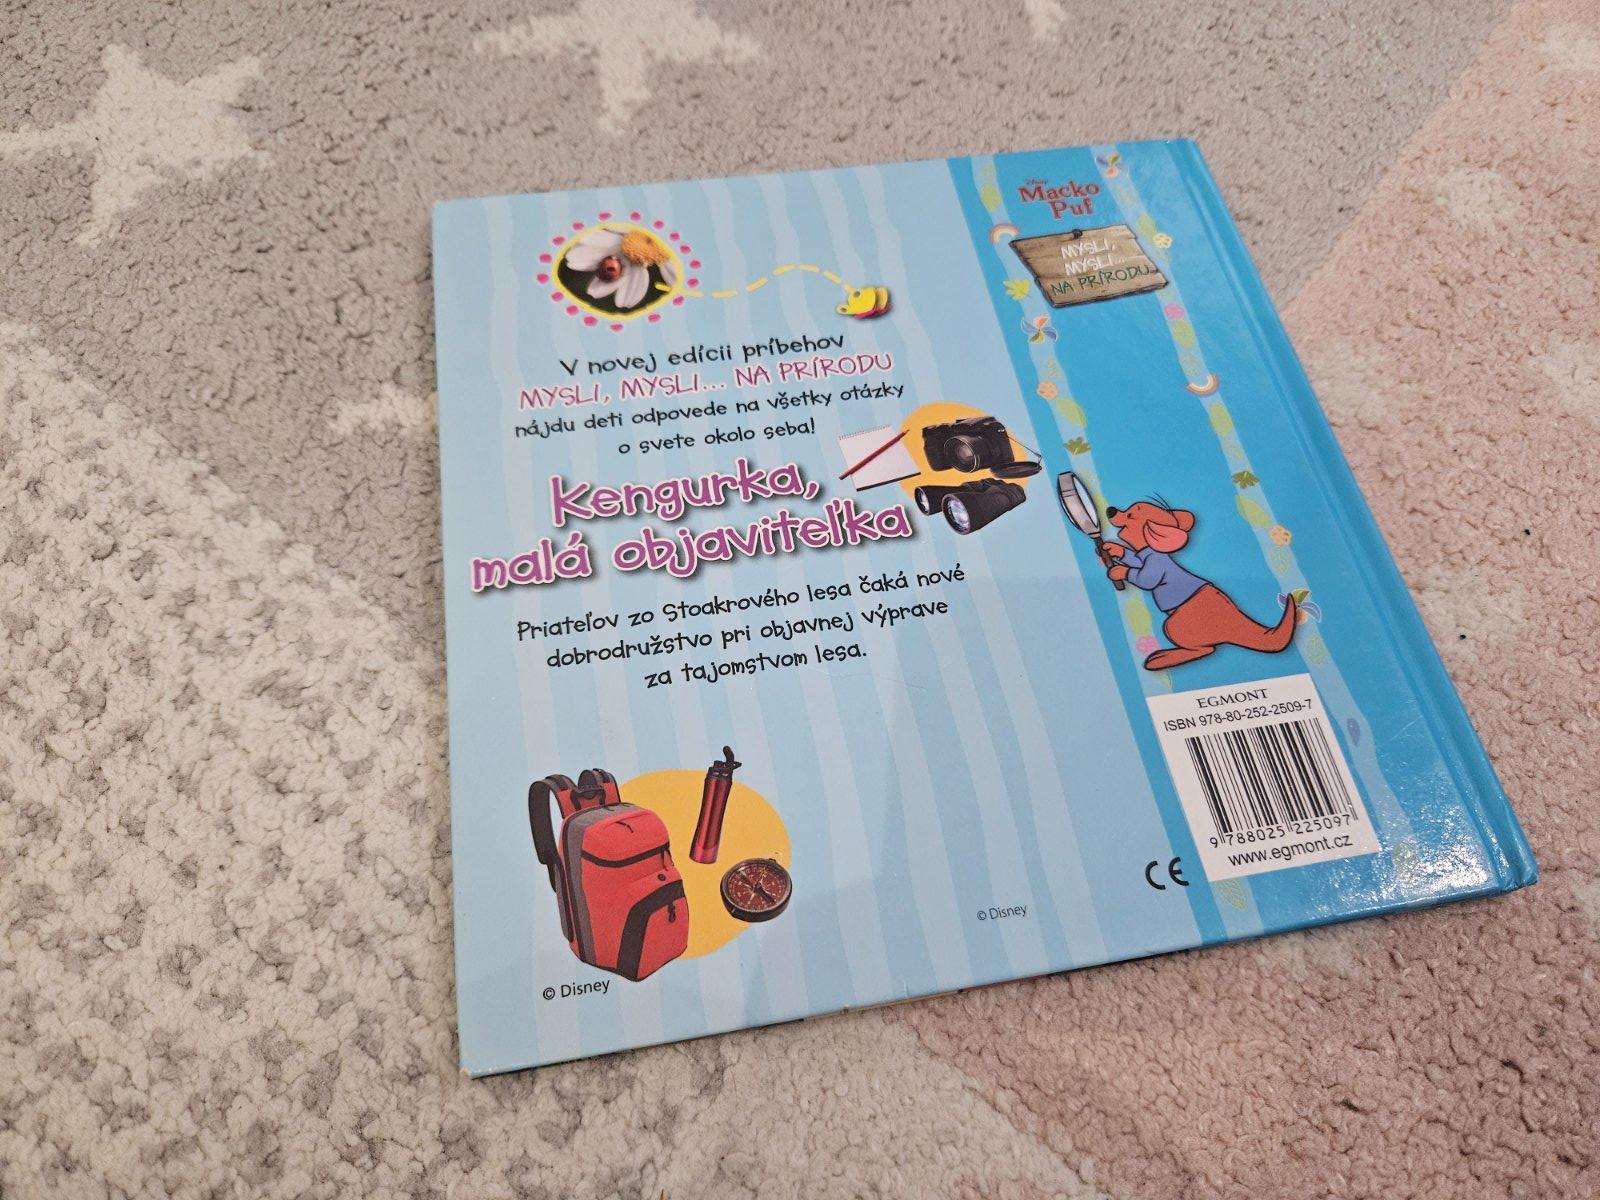 V novej edícii príbehov
MYSLI, MYSLI... NA PRÍRODU
nájdu deti odpovede na všetky otázky
o svete okolo seba!
Kengurka,
malá objaviteľka
Priateľov zo Stoakrového lesa čaká nové
dobrodružstvo pri objavnej výprave
za tajomstvom lesa.
© Disney
© Disney
Disney
Macko
Puf
MYSLI,
MYSLI...
NA PRÍRODU
EGMONT
ISBN 978-80-252-2509-7
9 788025 225097
www.egmont.cz
CE